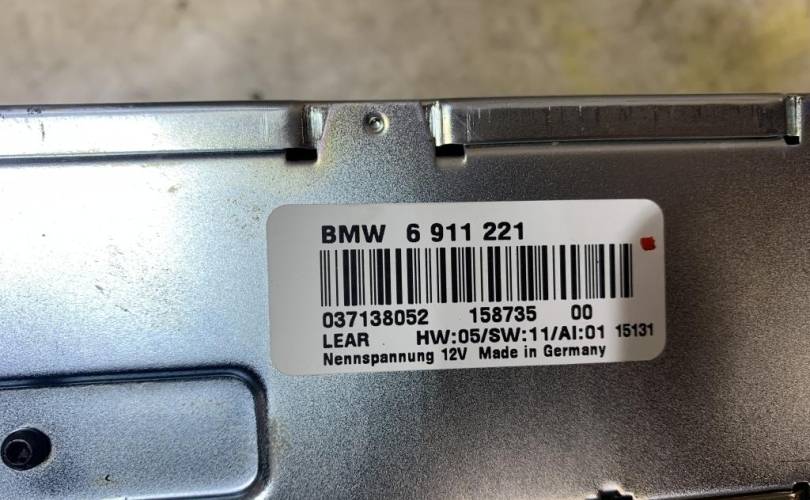 BMW 6 911 221
037138052 158735 00
LEAR HW:05/SW:11/AI:01 15131
Nennspannung 12V Made in Germany